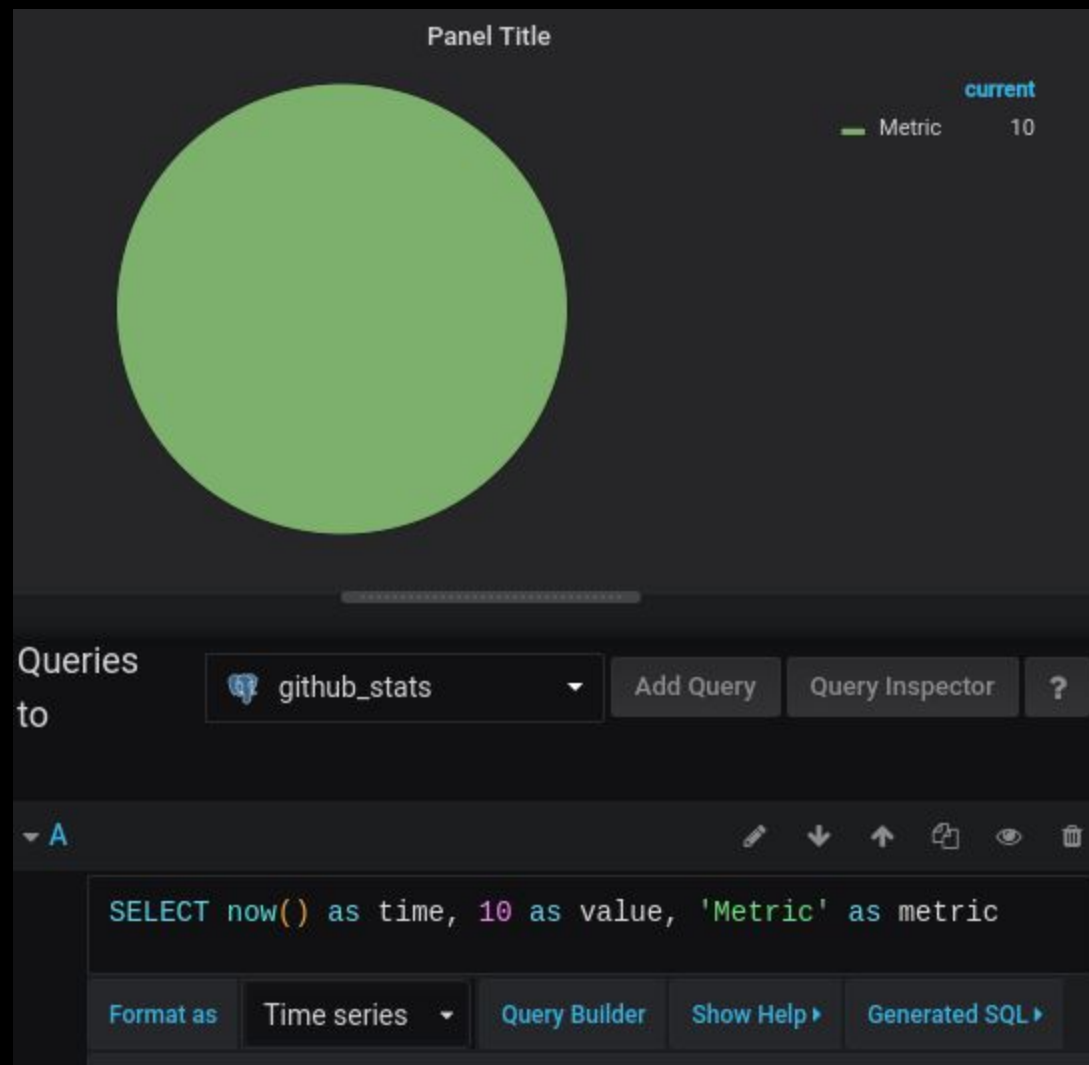 Panel Title
current
Metric 10
Queries
to
github_stats
Add Query
Query Inspector
?
A
SELECT now() as time, 10 as value, 'Metric' as metric
Format as
Time series
Query Builder
Show Help
Generated SQL